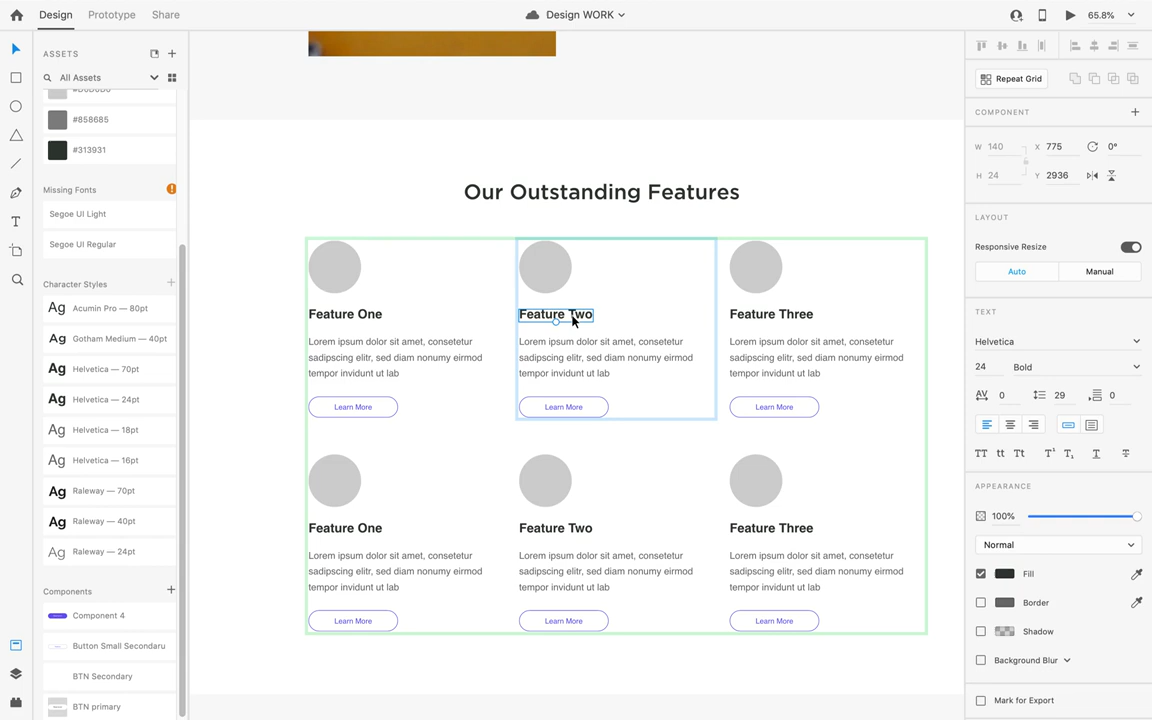 Design
Prototype
Share
Design WORK
65.8%
ASSETS
All Assets
#858685
#313931
Missing Fonts
Segoe UI Light
Segoe UI Regular
Character Styles
Ag Acumin Pro — 80pt
Ag Gotham Medium — 40pt
Ag Helvetica — 70pt
Ag Helvetica — 24pt
Ag Helvetica — 18pt
Ag Helvetica — 16pt
Ag Raleway — 70pt
Ag Raleway — 40pt
Ag Raleway — 24pt
Components
Component 4
Button Small Secondaru
BTN Secondary
BTN primary
Our Outstanding Features
Feature One
Lorem ipsum dolor sit amet, consetetur
sadipscing elitr, sed diam nonumy eirmod
tempor invidunt ut lab
Learn More
Feature Two
Lorem ipsum dolor sit amet, consetetur
sadipscing elitr, sed diam nonumy eirmod
tempor invidunt ut lab
Learn More
Feature Three
Lorem ipsum dolor sit amet, consetetur
sadipscing elitr, sed diam nonumy eirmod
tempor invidunt ut lab
Learn More
Feature One
Lorem ipsum dolor sit amet, consetetur
sadipscing elitr, sed diam nonumy eirmod
tempor invidunt ut lab
Learn More
Feature Two
Lorem ipsum dolor sit amet, consetetur
sadipscing elitr, sed diam nonumy eirmod
tempor invidunt ut lab
Learn More
Feature Three
Lorem ipsum dolor sit amet, consetetur
sadipscing elitr, sed diam nonumy eirmod
tempor invidunt ut lab
Learn More
Repeat Grid
COMPONENT
W 140 X 775 0°
H 24 Y 2936
LAYOUT
Responsive Resize
Auto Manual
TEXT
Helvetica
24 Bold
AV 0 29 0
TT tt Tt T¹ T₁ T T
APPEARANCE
100%
Normal
Fill
Border
Shadow
Background Blur
Mark for Export